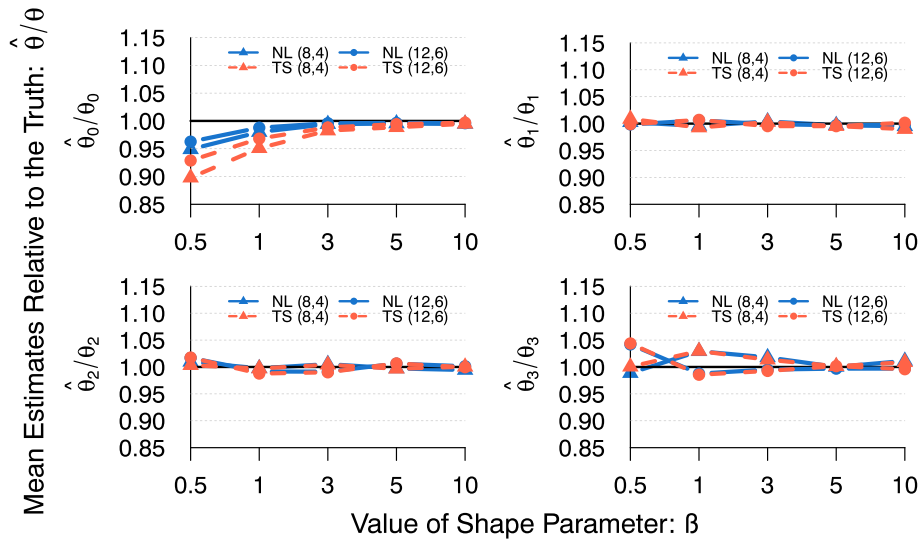 Mean Estimates Relative to the Truth: θ̂/θ
θ̂₀/θ₀
1.15
1.10
1.05
1.00
0.95
0.90
0.85
NL (8,4) NL (12,6)
TS (8,4) TS (12,6)
0.5 1 3 5 10
θ̂₁/θ₁
1.15
1.10
1.05
1.00
0.95
0.90
0.85
NL (8,4) NL (12,6)
TS (8,4) TS (12,6)
0.5 1 3 5 10
θ̂₂/θ₂
1.15
1.10
1.05
1.00
0.95
0.90
0.85
NL (8,4) NL (12,6)
TS (8,4) TS (12,6)
0.5 1 3 5 10
θ̂₃/θ₃
1.15
1.10
1.05
1.00
0.95
0.90
0.85
NL (8,4) NL (12,6)
TS (8,4) TS (12,6)
0.5 1 3 5 10
Value of Shape Parameter: ß